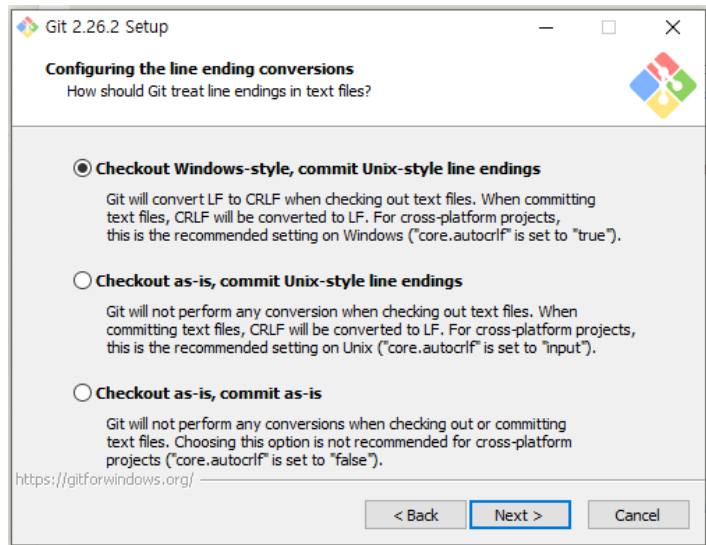 Git 2.26.2 Setup
Configuring the line ending conversions
How should Git treat line endings in text files?
Checkout Windows-style, commit Unix-style line endings
Git will convert LF to CRLF when checking out text files. When committing
text files, CRLF will be converted to LF. For cross-platform projects,
this is the recommended setting on Windows ("core.autocrlf" is set to "true").
Checkout as-is, commit Unix-style line endings
Git will not perform any conversion when checking out text files. When
committing text files, CRLF will be converted to LF. For cross-platform projects,
this is the recommended setting on Unix ("core.autocrlf" is set to "input").
Checkout as-is, commit as-is
Git will not perform any conversions when checking out or committing
text files. Choosing this option is not recommended for cross-platform
projects ("core.autocrlf" is set to "false").
https://gitforwindows.org/
< Back Next > Cancel